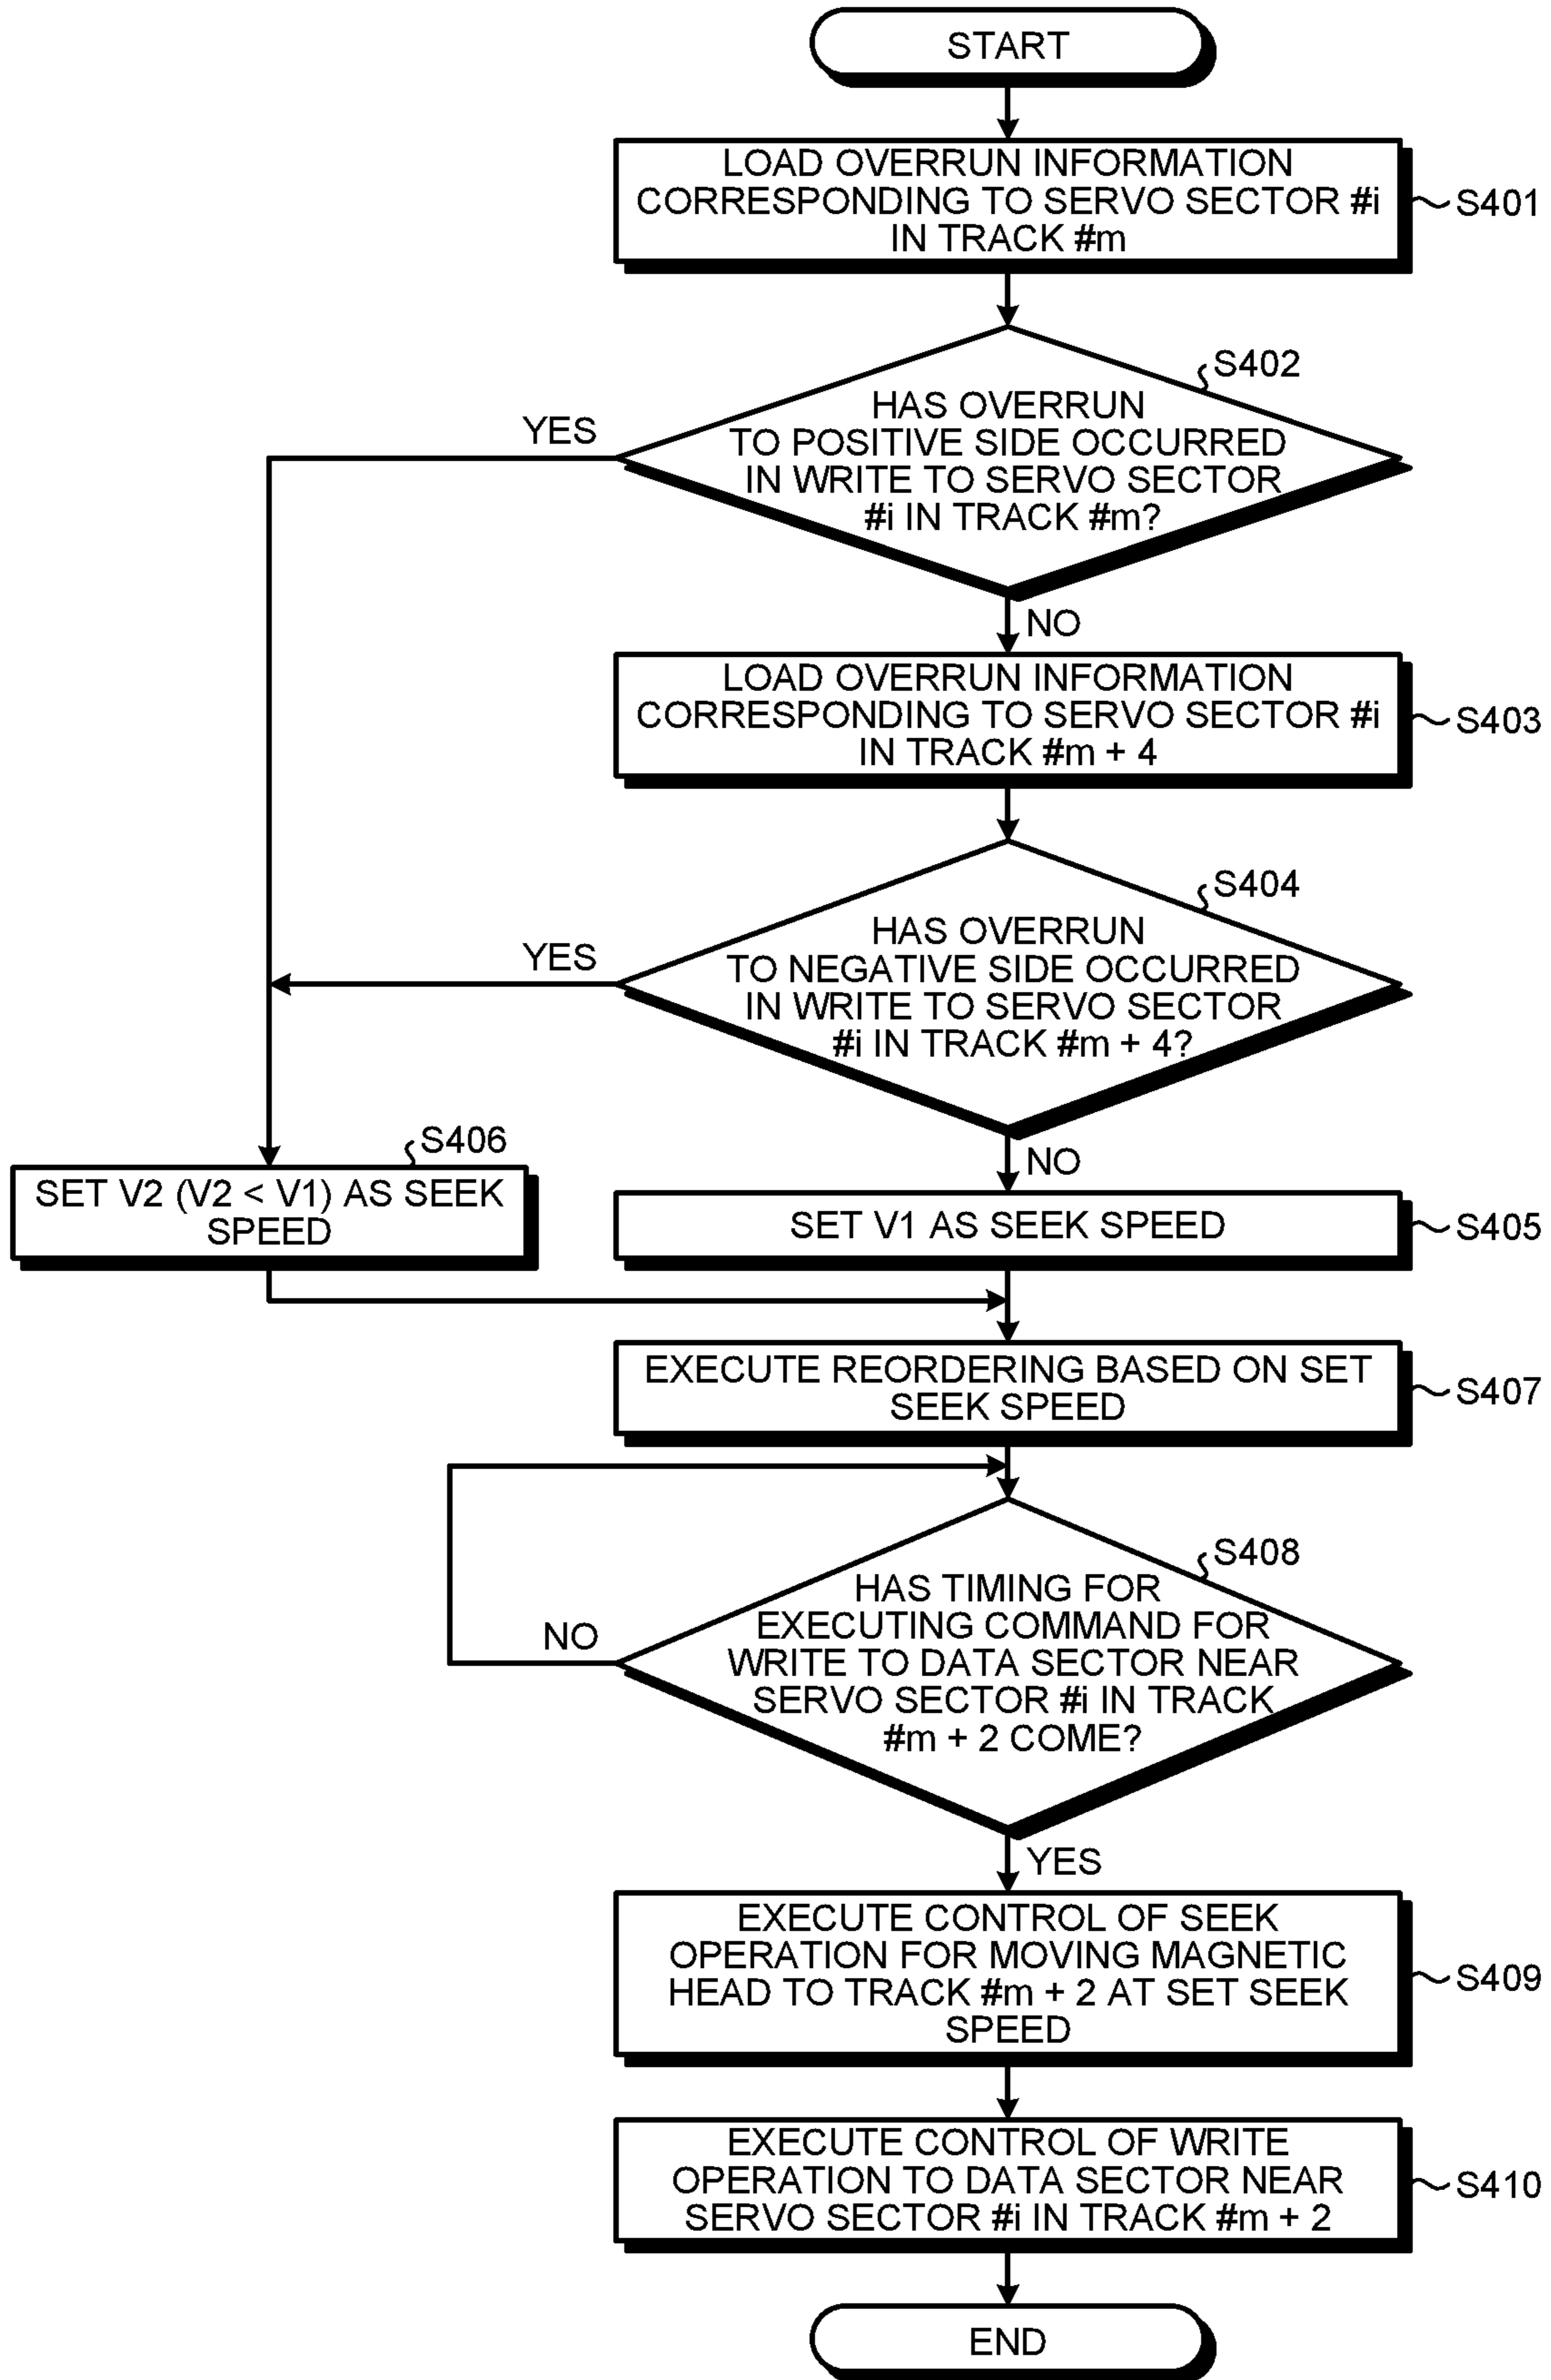 START
LOAD OVERRUN INFORMATION
CORRESPONDING TO SERVO SECTOR #i
IN TRACK #m
S401
S402
HAS OVERRUN
TO POSITIVE SIDE OCCURRED
IN WRITE TO SERVO SECTOR
#i IN TRACK #m?
YES
NO
LOAD OVERRUN INFORMATION
CORRESPONDING TO SERVO SECTOR #i
IN TRACK #m + 4
S403
S404
HAS OVERRUN
TO NEGATIVE SIDE OCCURRED
IN WRITE TO SERVO SECTOR
#i IN TRACK #m + 4?
YES
NO
S406
SET V2 (V2 < V1) AS SEEK
SPEED
SET V1 AS SEEK SPEED
S405
EXECUTE REORDERING BASED ON SET
SEEK SPEED
S407
S408
HAS TIMING FOR
EXECUTING COMMAND FOR
WRITE TO DATA SECTOR NEAR
SERVO SECTOR #i IN TRACK
#m + 2 COME?
NO
YES
EXECUTE CONTROL OF SEEK
OPERATION FOR MOVING MAGNETIC
HEAD TO TRACK #m + 2 AT SET SEEK
SPEED
S409
EXECUTE CONTROL OF WRITE
OPERATION TO DATA SECTOR NEAR
SERVO SECTOR #i IN TRACK #m + 2
S410
END